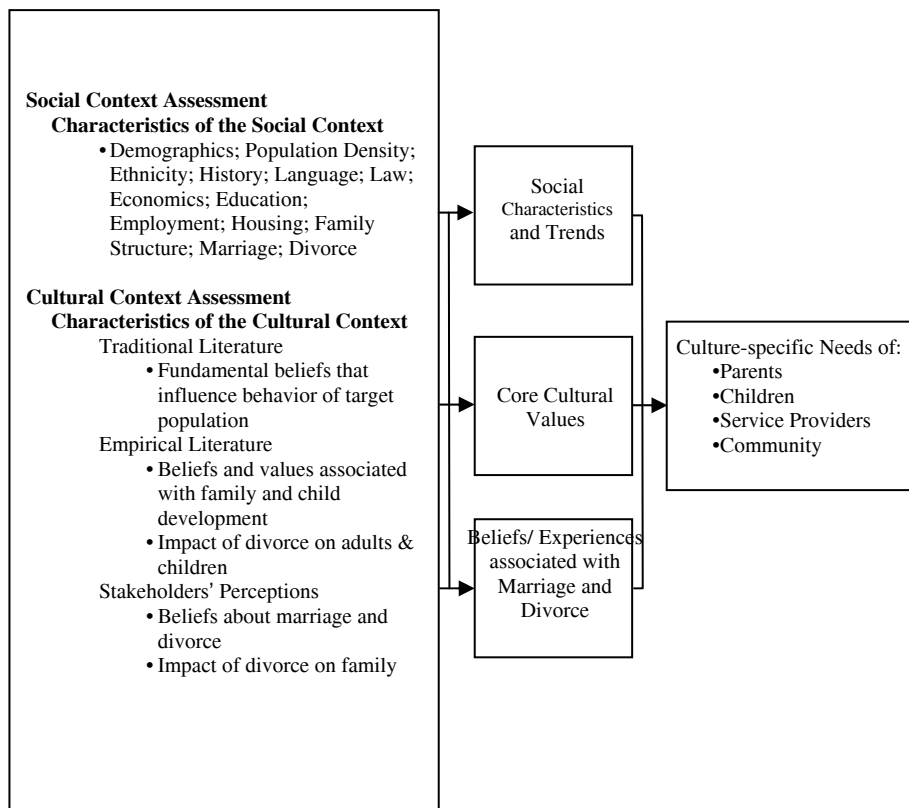 Social Context Assessment
Characteristics of the Social Context
• Demographics; Population Density;
Ethnicity; History; Language; Law;
Economics; Education;
Employment; Housing; Family
Structure; Marriage; Divorce
Cultural Context Assessment
Characteristics of the Cultural Context
Traditional Literature
• Fundamental beliefs that
influence behavior of target
population
Empirical Literature
• Beliefs and values associated
with family and child
development
• Impact of divorce on adults &
children
Stakeholders’ Perceptions
• Beliefs about marriage and
divorce
• Impact of divorce on family
Social
Characteristics
and Trends
Core Cultural
Values
Beliefs/ Experiences
associated with
Marriage and
Divorce
Culture-specific Needs of:
•Parents
•Children
•Service Providers
•Community